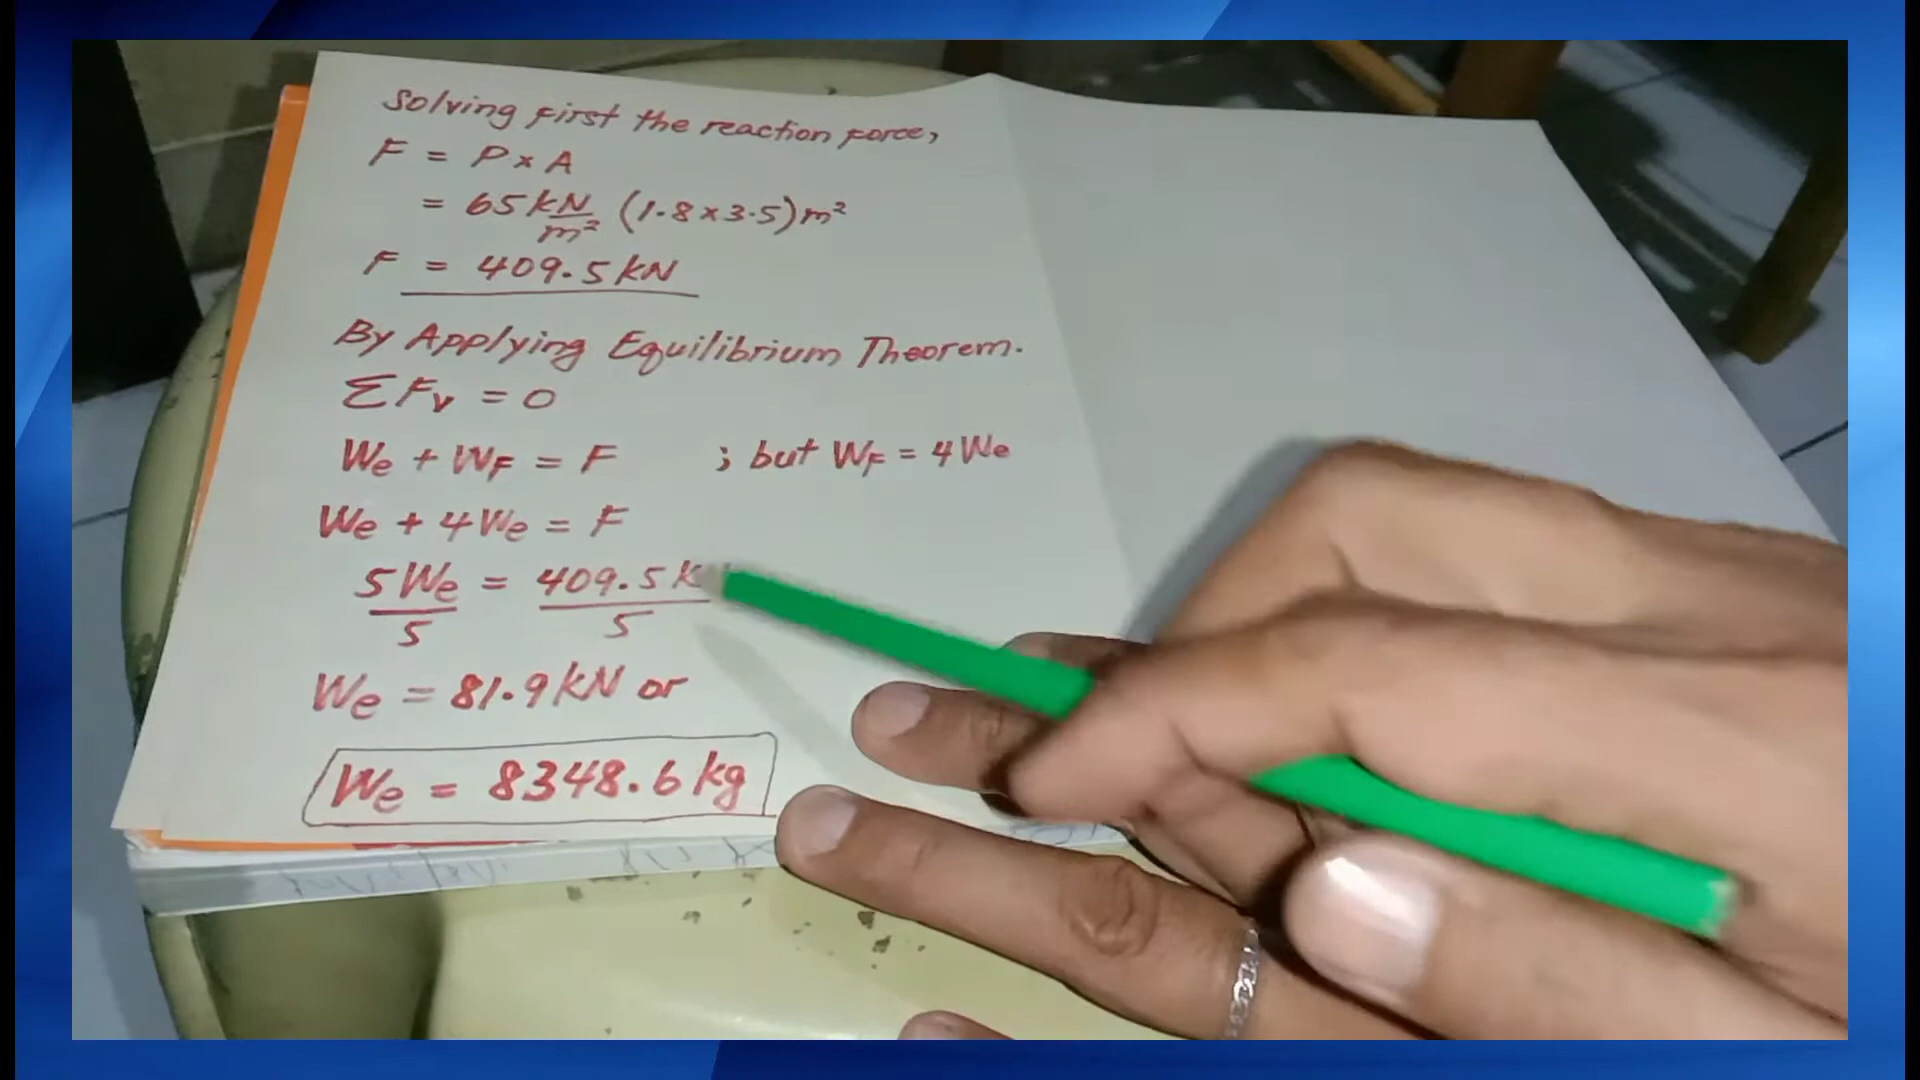 Solving first the reaction force,
F = P x A
= 65 kN/m² (1.8 x 3.5) m²
F = 409.5 kN
By Applying Equilibrium Theorem.
ΣFv = 0
We + WF = F ; but WF = 4We
We + 4We = F
5We/5 = 409.5 k/5
We = 81.9 kN or
We = 8348.6 kg